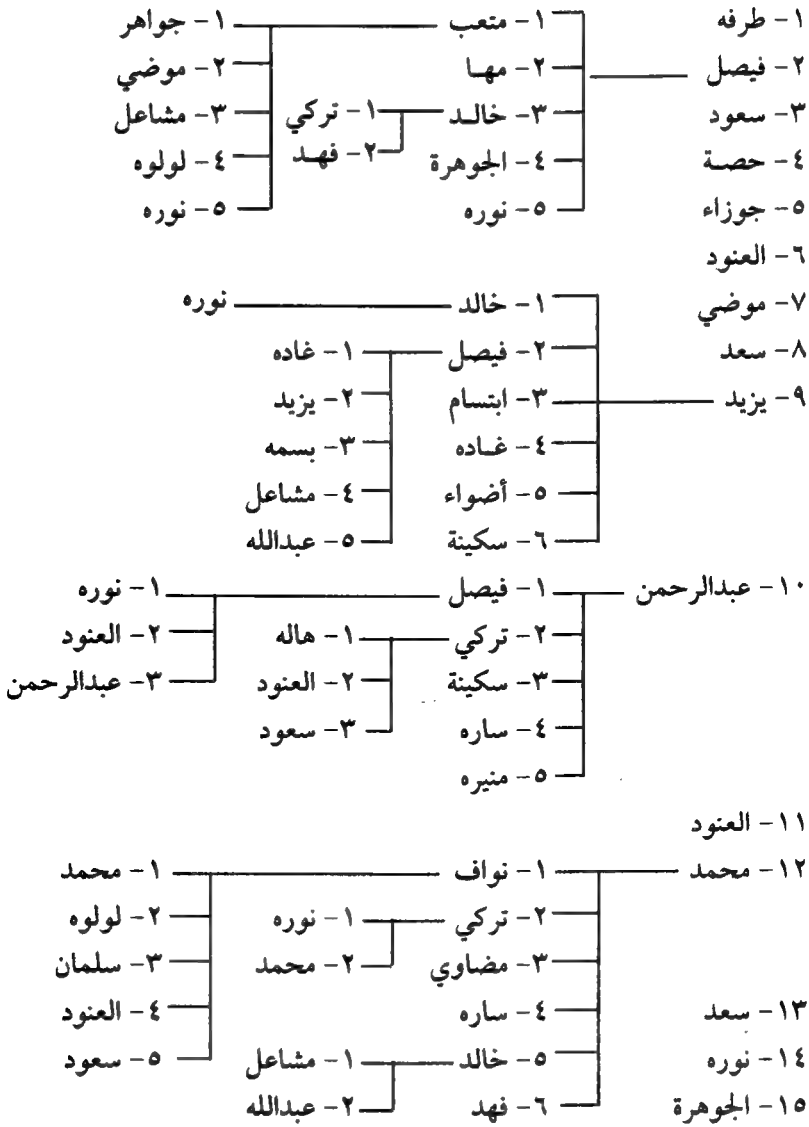 ١- طرفه ١- متعب ١- جواهر
٢- فيصل ٢- مهـا ٢- موضي
٣- سعود ٣- خالـد ١- تركي ٣- مشاعل
٤- حصـة ٤- الجوهرة ٢- فهـد ٤- لولوه
٥- جوزاء ٥- نوره ٥- نوره
٦- العنود
٧- موضي ١- خالد نوره
٨- سعد ٢- فيصل ١- غاده
٩- يزيد ٣- ابتسام ٢- يزيد
٤- غـاده ٣- بسمه
٥- أضواء ٤- مشاعل
٦- سكينة ٥- عبدالله
١٠- عبدالرحمن ١- فيصل ١- نوره
٢- تركي ١- هاله ٢- العنود
٣- سكينة ٢- العنود ٣- عبدالرحمن
٤- ساره ٣- سعود
٥- منيره
١١- العنود
١٢- محمد ١- نواف ١- محمد
٢- تركي ١- نوره ٢- لولوه
٣- مضاوي ٢- محمد ٣- سلمان
١٣- سعد ٤- ساره ٤- العنود
١٤- نوره ٥- خالد ١- مشاعل ٥- سعود
١٥- الجوهرة ٦- فهد ٢- عبدالله